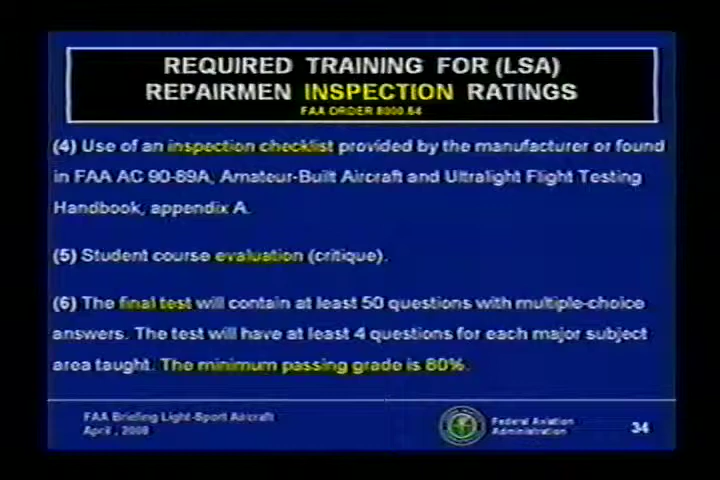 REQUIRED TRAINING FOR (LSA)
REPAIRMEN INSPECTION RATINGS
FAA ORDER 8000.84
(4) Use of an inspection checklist provided by the manufacturer or found
in FAA AC 90-89A, Amateur-Built Aircraft and Ultralight Flight Testing
Handbook, appendix A.
(5) Student course evaluation (critique).
(6) The final test will contain at least 50 questions with multiple-choice
answers. The test will have at least 4 questions for each major subject
area taught. The minimum passing grade is 80%.
FAA Briefing Light-Sport Aircraft
April , 2008
Federal Aviation
Administration
34